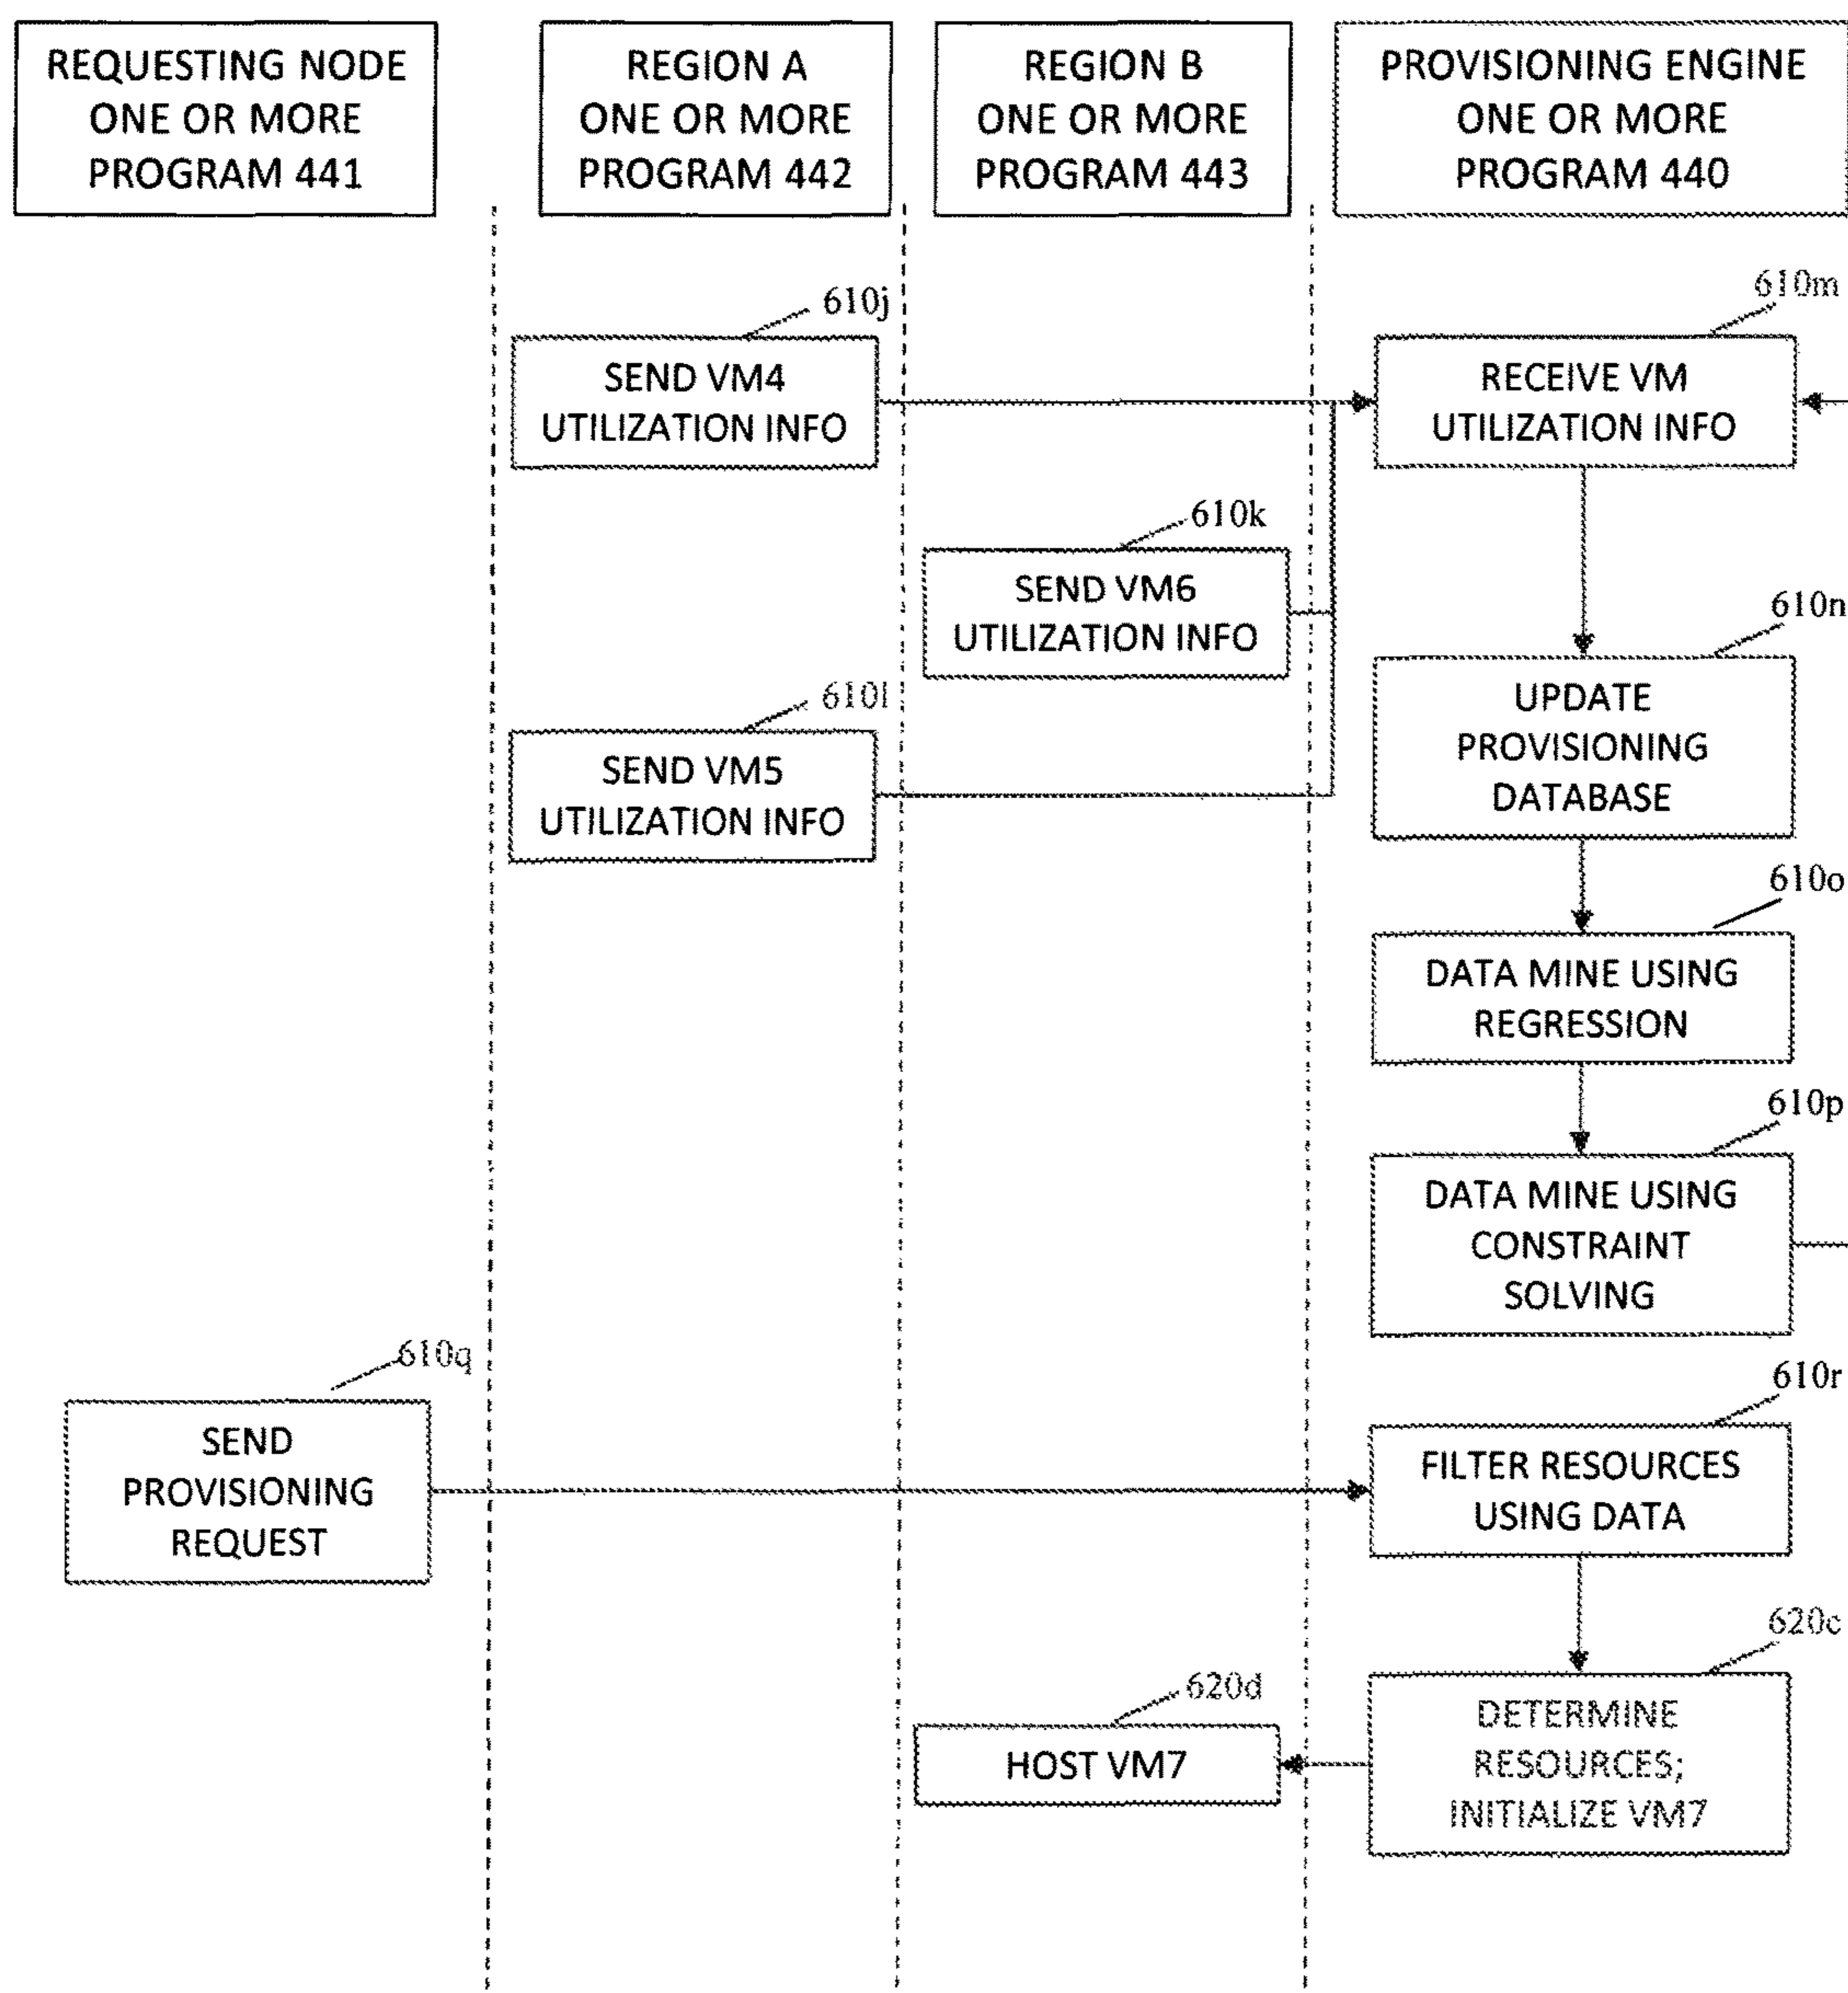 REQUESTING NODE
ONE OR MORE
PROGRAM 441
REGION A
ONE OR MORE
PROGRAM 442
REGION B
ONE OR MORE
PROGRAM 443
PROVISIONING ENGINE
ONE OR MORE
PROGRAM 440
610j
SEND VM4
UTILIZATION INFO
610m
RECEIVE VM
UTILIZATION INFO
610k
SEND VM6
UTILIZATION INFO
610n
UPDATE
PROVISIONING
DATABASE
610l
SEND VM5
UTILIZATION INFO
610o
DATA MINE USING
REGRESSION
610p
DATA MINE USING
CONSTRAINT
SOLVING
610q
SEND
PROVISIONING
REQUEST
610r
FILTER RESOURCES
USING DATA
620c
DETERMINE
RESOURCES;
INITIALIZE VM7
620d
HOST VM7